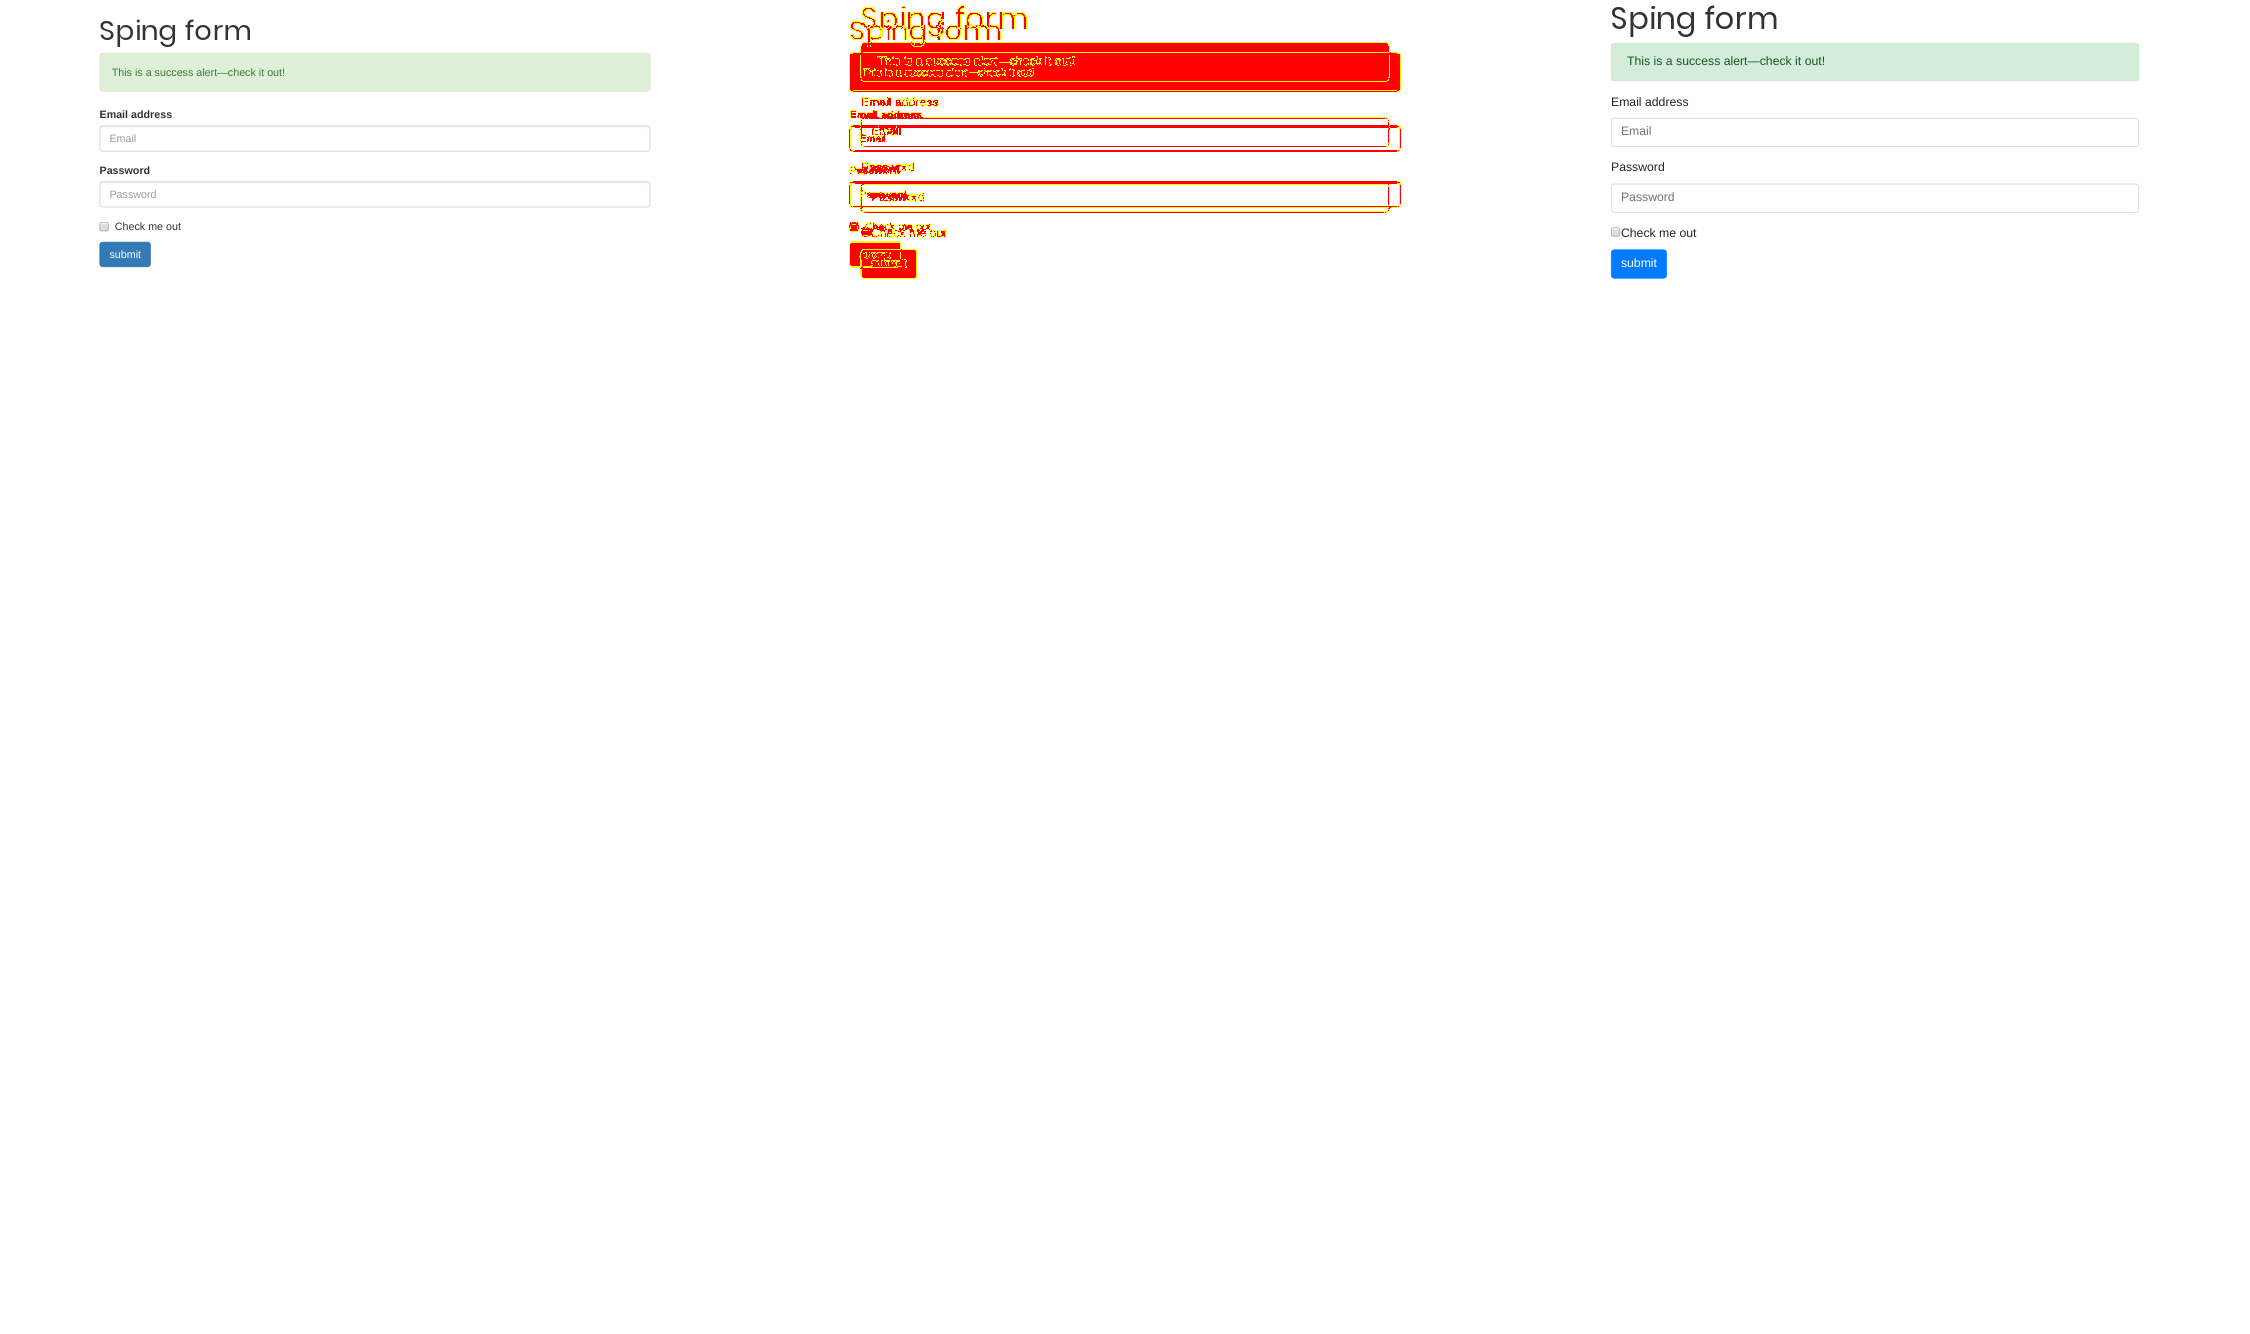 Sping form
This is a success alert—check it out!
Email address
Email
Password
Password
Check me out
submit
Sping form
Sping form
This is a success alert—check it out!
This is a success alert—check it out!
Email address
Email address
Email
Email
Password
Password
Password
Password
Check me out
Check me out
submit
submit
Sping form
This is a success alert—check it out!
Email address
Email
Password
Password
Check me out
submit